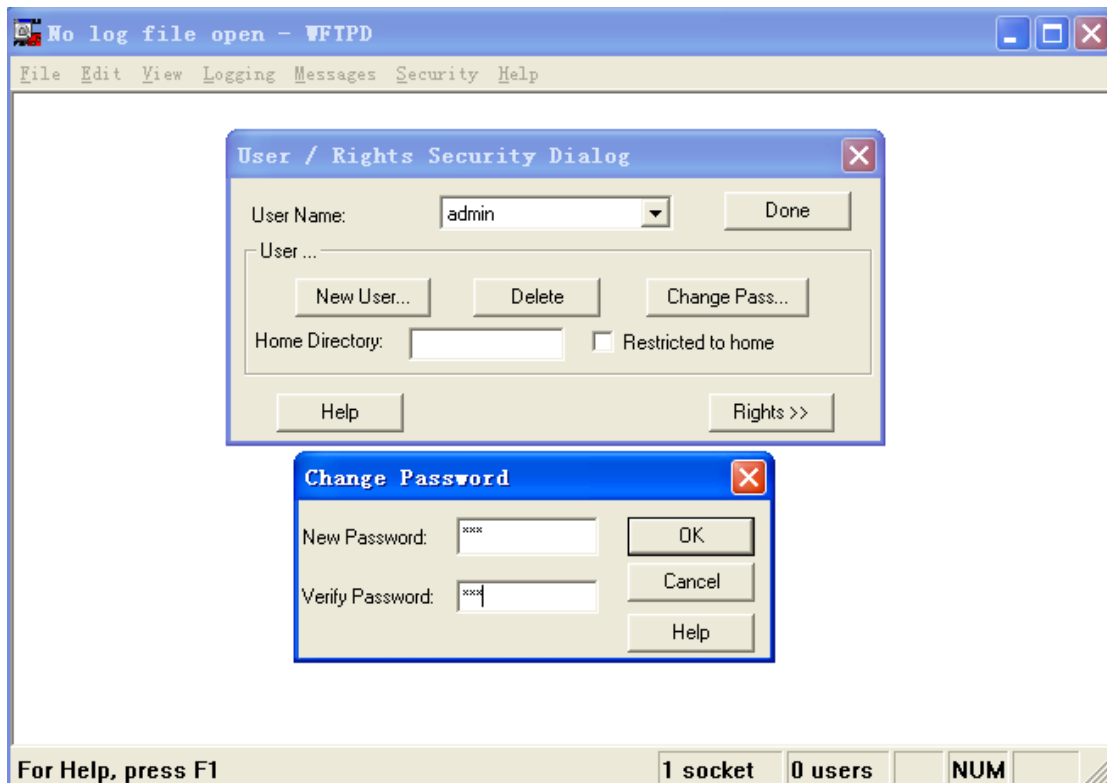 No log file open - WFTPD
File Edit View Logging Messages Security Help
User / Rights Security Dialog
User Name: admin Done
User ...
New User... Delete Change Pass...
Home Directory: Restricted to home
Help Rights >>
Change Password
New Password: *** OK
Cancel
Verify Password: ***
Help
For Help, press F1 1 socket 0 users NUM